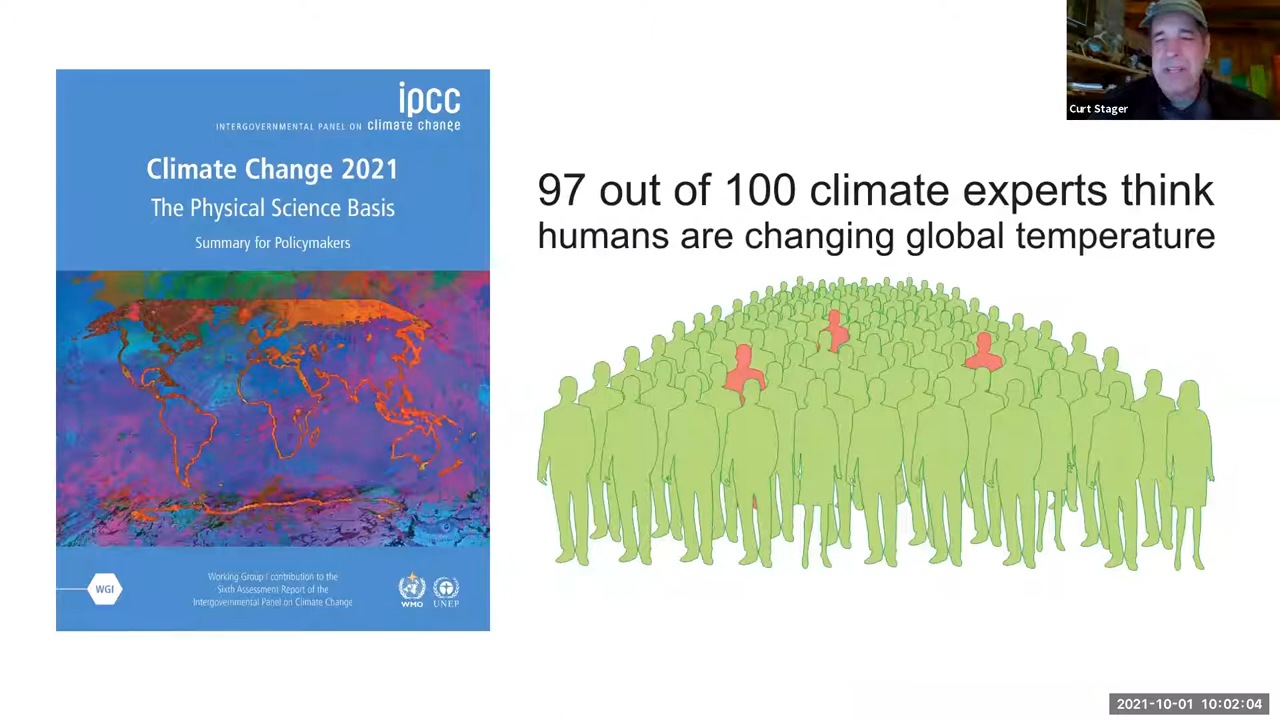 ipcc
INTERGOVERNMENTAL PANEL ON climate change
Climate Change 2021
The Physical Science Basis
Summary for Policymakers
WGI
Working Group I contribution to the
Sixth Assessment Report of the
Intergovernmental Panel on Climate Change
WMO
UNEP
97 out of 100 climate experts think
humans are changing global temperature
Curt Stager
2021-10-01 10:02:04